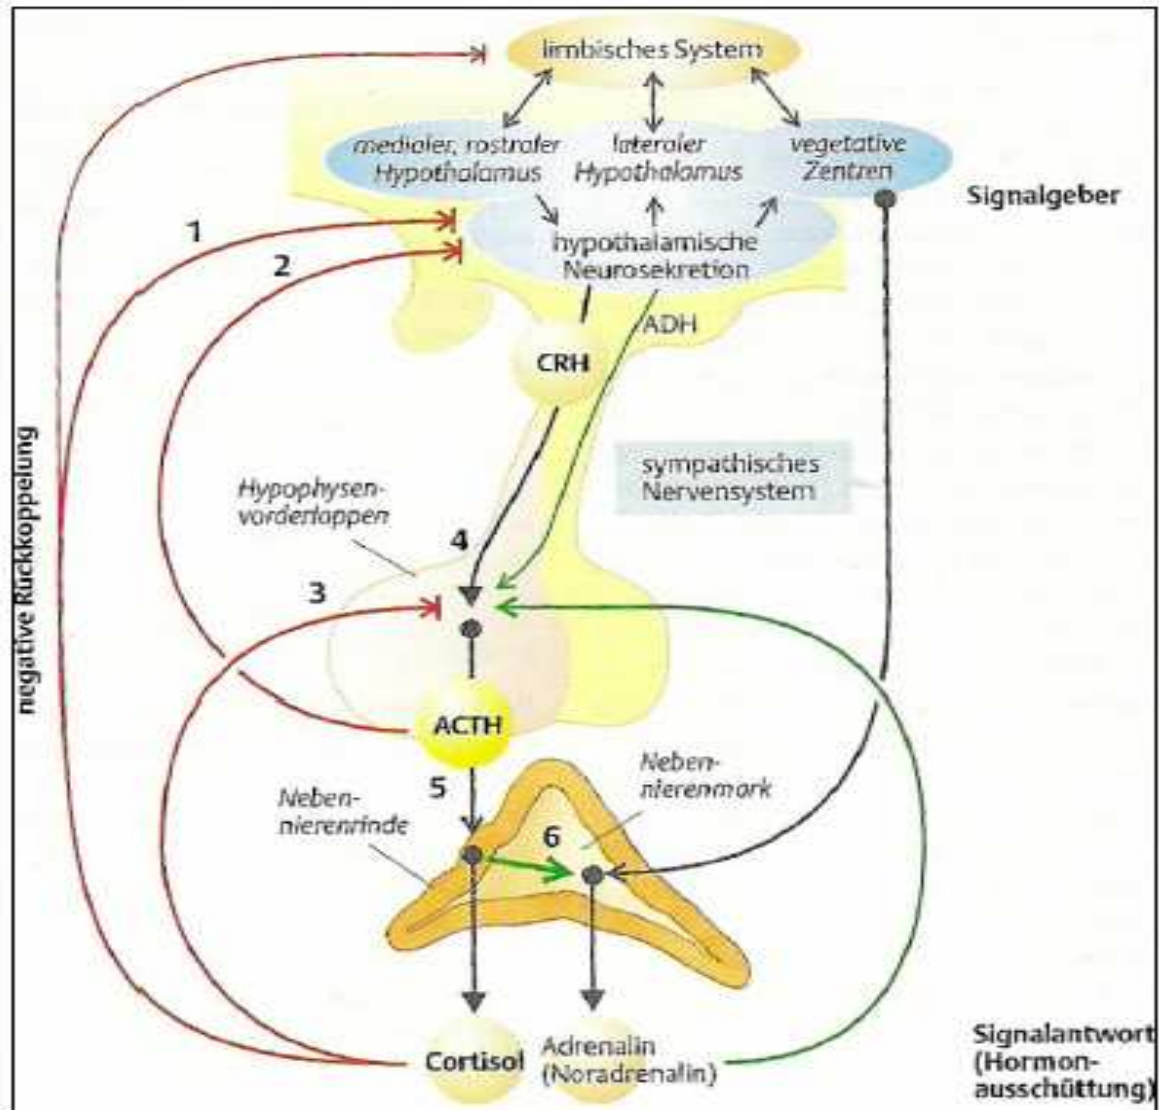 limbisches System
medialer, rostraler
Hypothalamus
lateraler
Hypothalamus
vegetative
Zentren
Signalgeber
1
2
hypothalamische
Neurosekretion
ADH
CRH
negative Rückkoppelung
sympathisches
Nervensystem
Hypophysen-
vorderlappen
4
3
ACTH
5
Neben-
nierenmark
Neben-
nierenrinde
6
Cortisol
Adrenalin
(Noradrenalin)
Signalantwort
(Hormon-
ausschüttung)